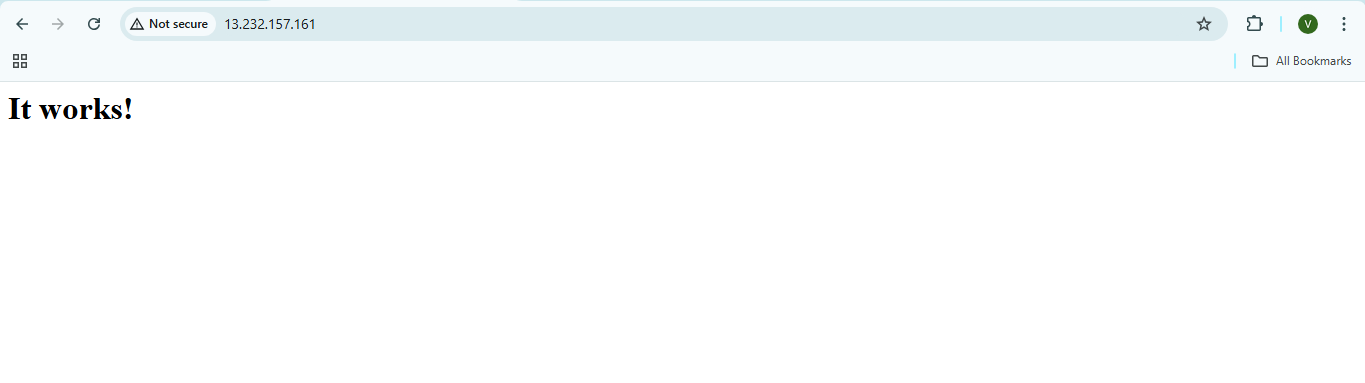 Not secure 13.232.157.161
V
All Bookmarks
It works!